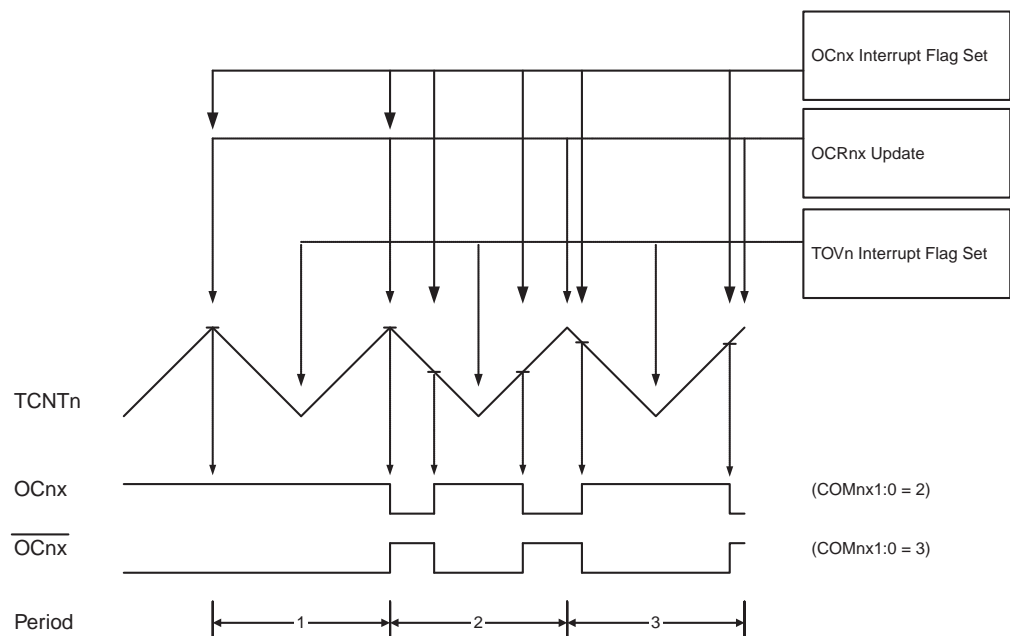 OCnx Interrupt Flag Set
OCRnx Update
TOVn Interrupt Flag Set
TCNTn
OCnx
(COMnx1:0 = 2)
OCnx
(COMnx1:0 = 3)
Period
1
2
3